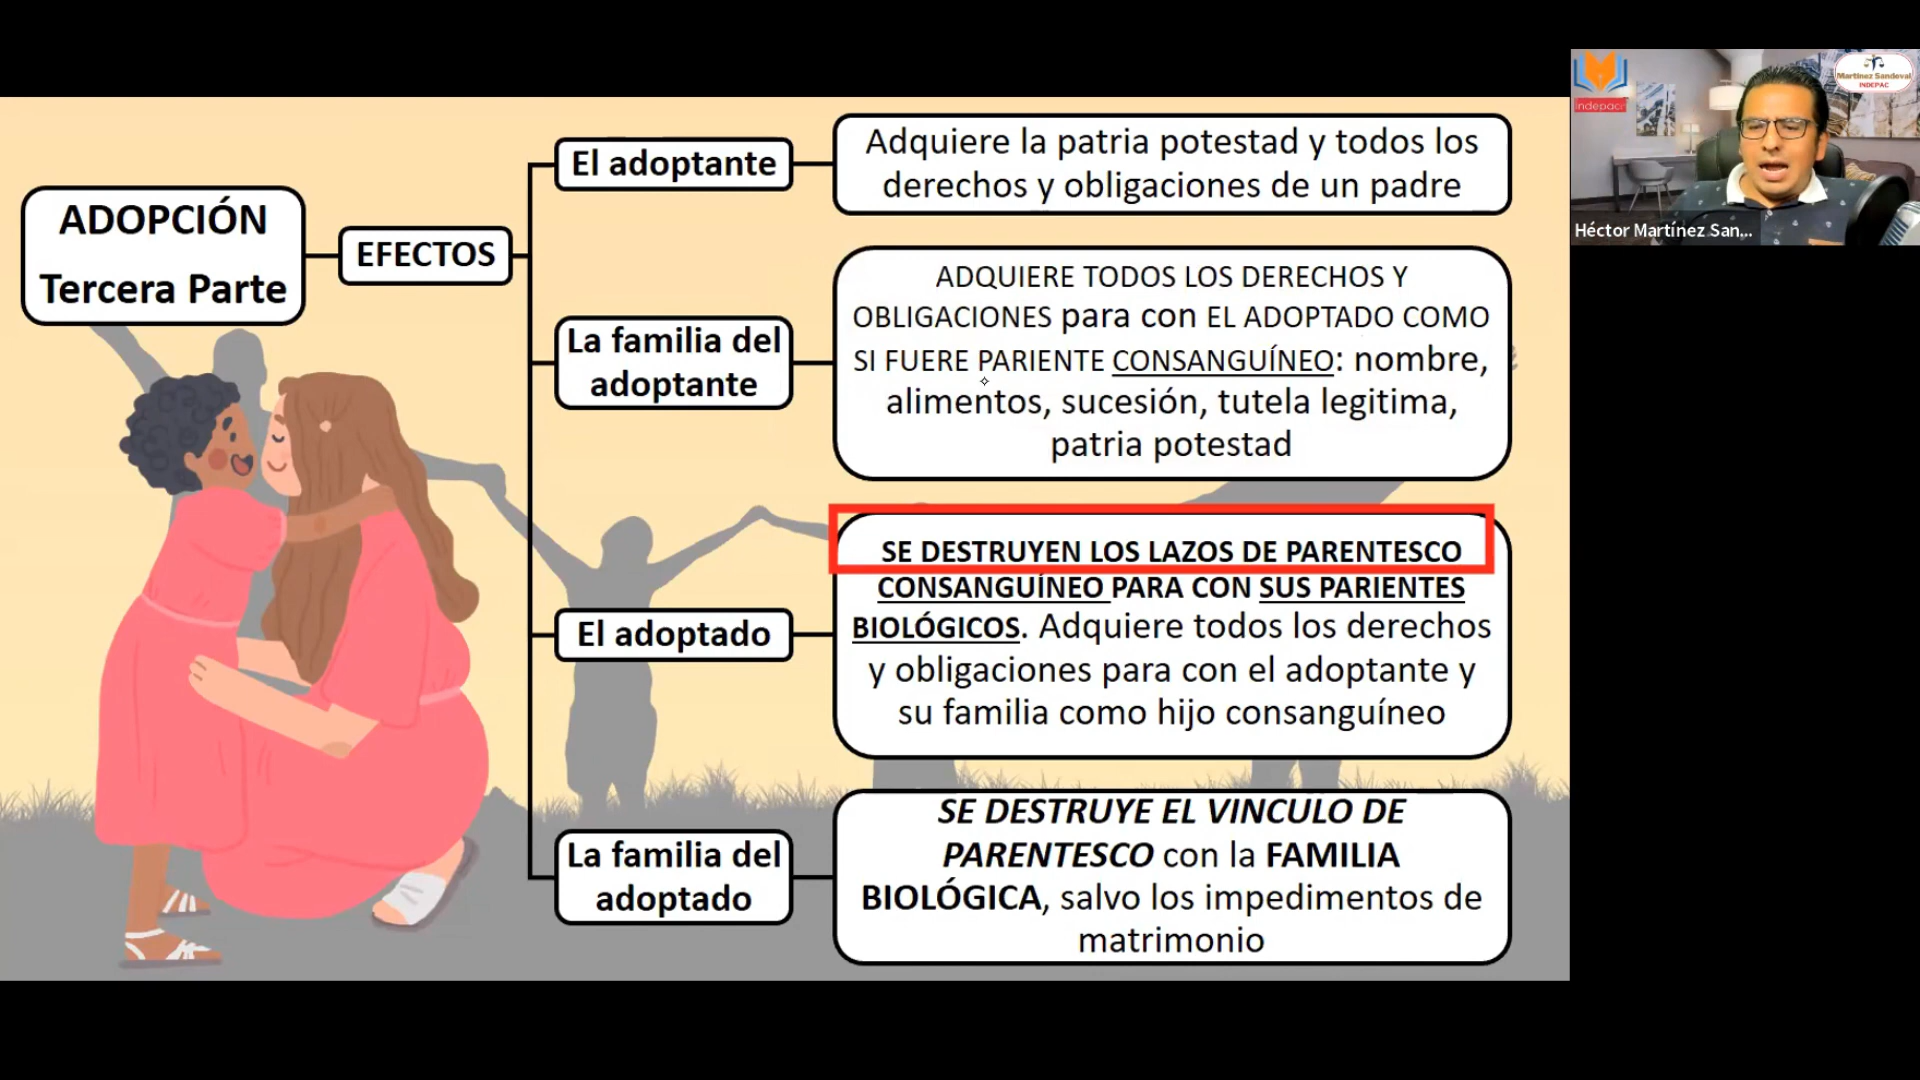 ADOPCIÓN
Tercera Parte
EFECTOS
El adoptante
Adquiere la patria potestad y todos los
derechos y obligaciones de un padre
La familia del
adoptante
ADQUIERE TODOS LOS DERECHOS Y
OBLIGACIONES para con EL ADOPTADO COMO
SI FUERE PARIENTE CONSANGUÍNEO: nombre,
alimentos, sucesión, tutela legitima,
patria potestad
El adoptado
SE DESTRUYEN LOS LAZOS DE PARENTESCO
CONSANGUÍNEO PARA CON SUS PARIENTES
BIOLÓGICOS. Adquiere todos los derechos
y obligaciones para con el adoptante y
su familia como hijo consanguíneo
La familia del
adoptado
SE DESTRUYE EL VINCULO DE
PARENTESCO con la FAMILIA
BIOLÓGICA, salvo los impedimentos de
matrimonio
Indepac
Martínez Sandoval
INDEPAC
Héctor Martínez San...